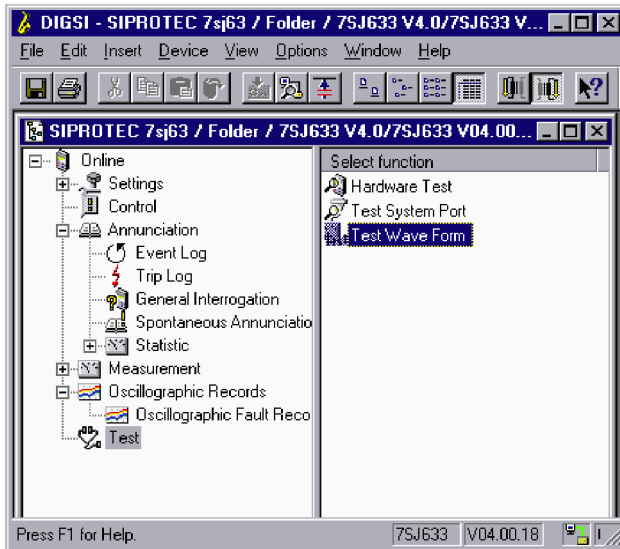 DIGSI - SIPROTEC 7sj63 / Folder / 7SJ633 V4.0/7SJ633 V...
File Edit Insert Device View Options Window Help
SIPROTEC 7sj63 / Folder / 7SJ633 V4.0/7SJ633 V04.00...
Online
Settings
Control
Annunciation
Event Log
Trip Log
General Interrogation
Spontaneous Annunciatio
Statistic
Measurement
Oscillographic Records
Oscillographic Fault Reco
Test
Select function
Hardware Test
Test System Port
Test Wave Form
Press F1 for Help.
7SJ633 V04.00.18